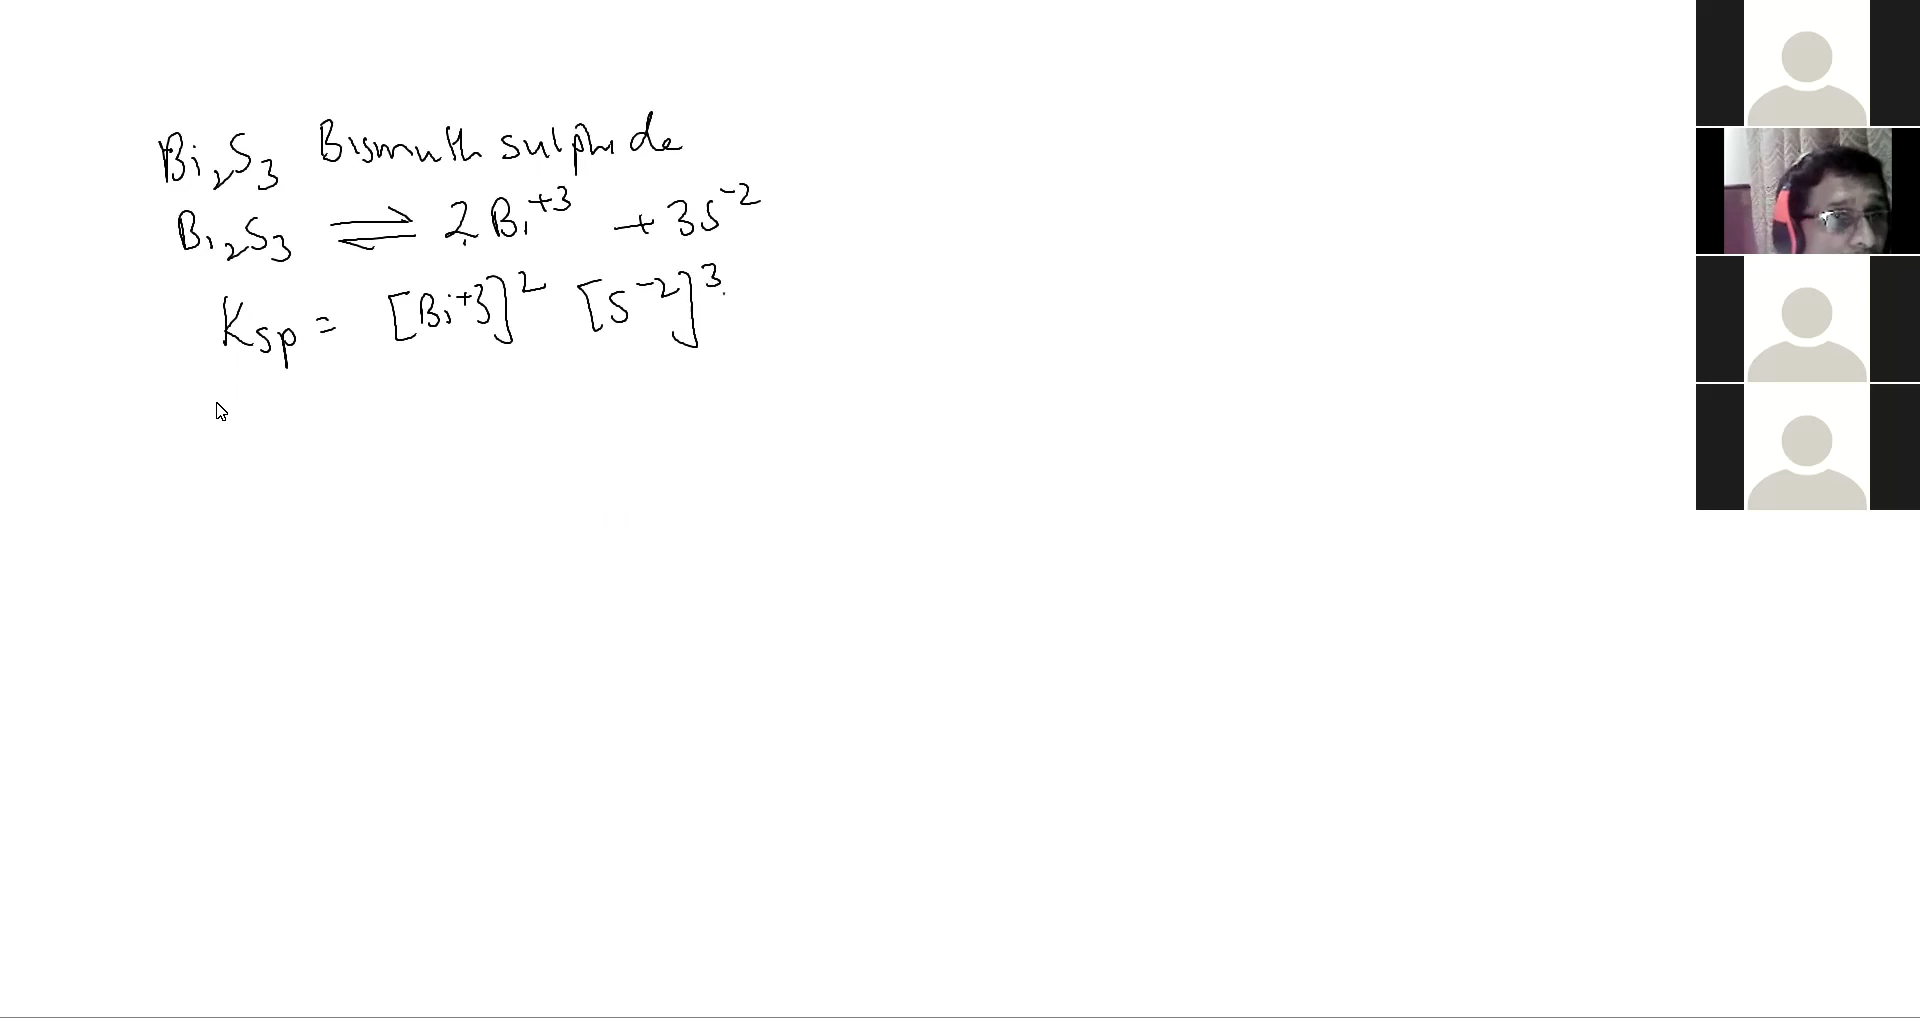 Bi₂S₃ Bismuth sulphide
Bi₂S₃ ⇌ 2Bi⁺³ + 3S⁻²
Ksp = [Bi⁺³]² [S⁻²]³